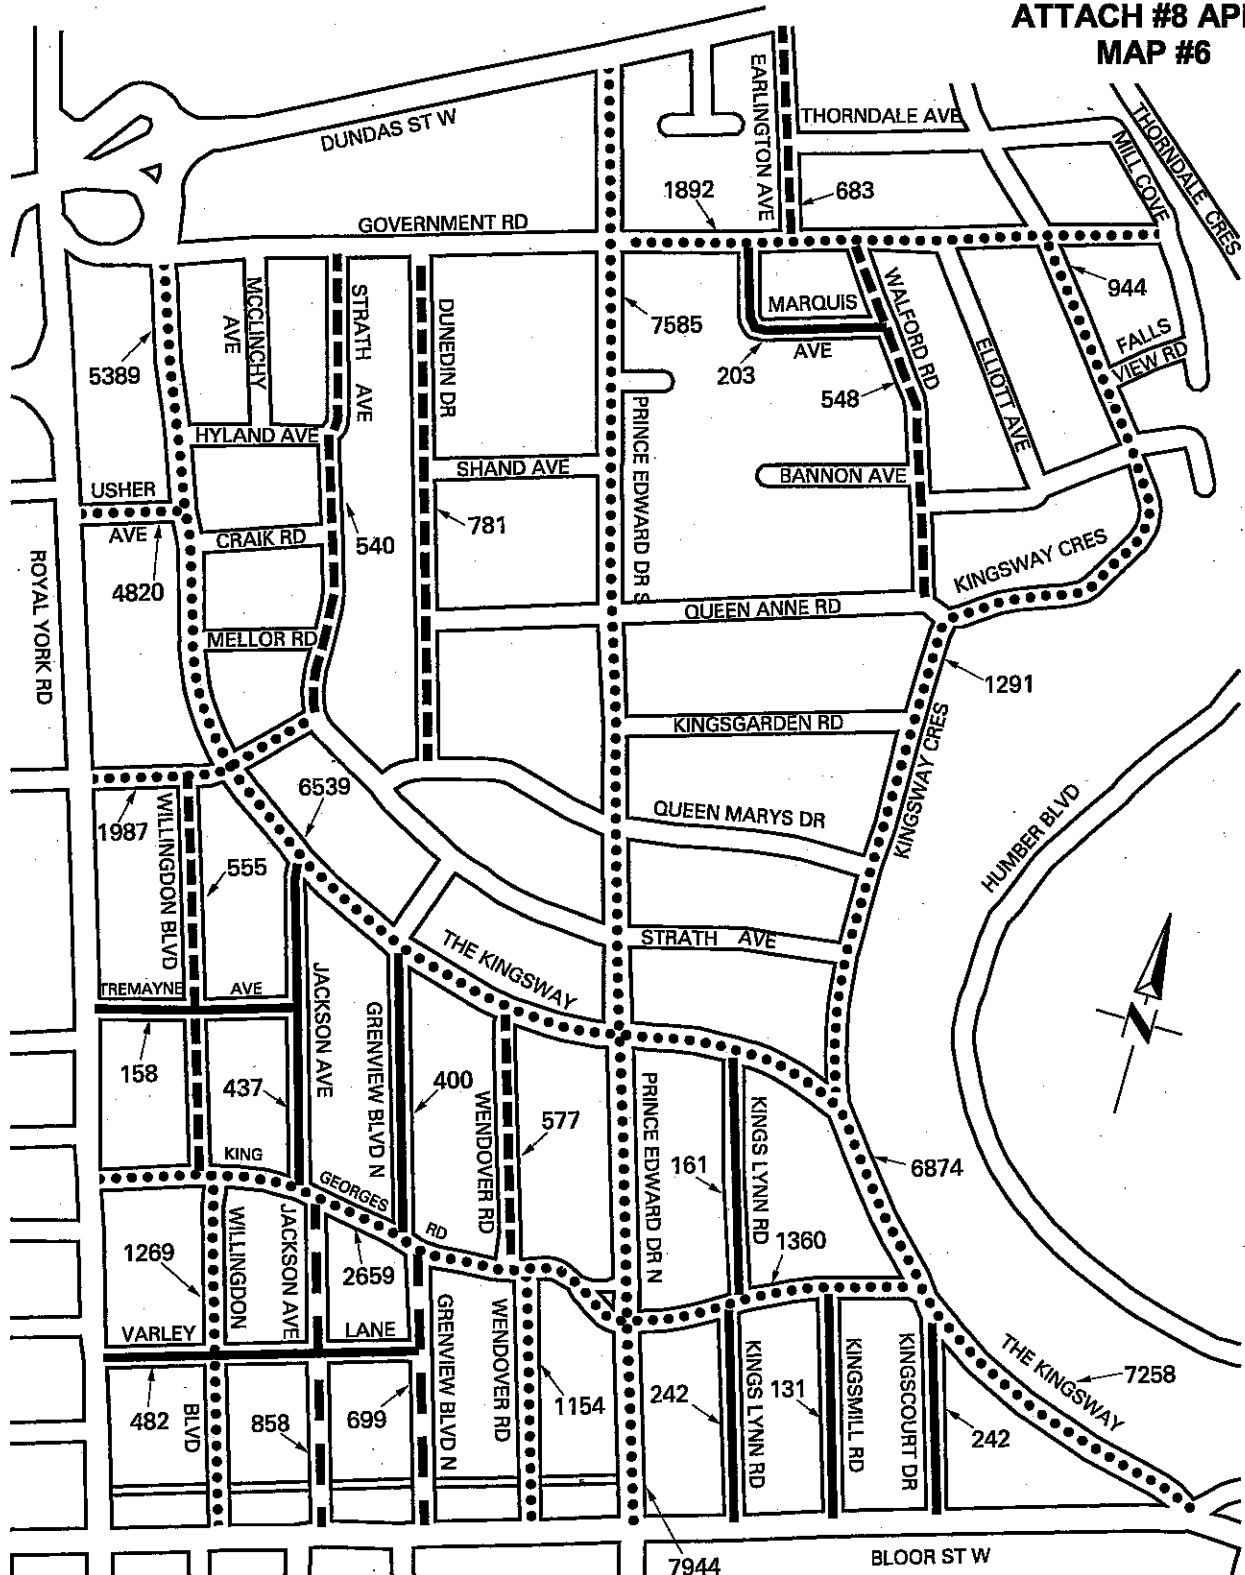 ATTACH #8 AP
MAP #6
DUNDAS ST W
EARLINGTON AVE
THORNDALE AVE
THORNDALE CRES
MILL COVE
1892
683
GOVERNMENT RD
944
MCCLINCHY
AVE
STRATH AVE
DUNEDIN DR
7585
MARQUIS
AVE
203
WALFORD RD
548
ELLIOTT AVE
FALLS
VIEW RD
5389
HYLAND AVE
PRINCE EDWARD DR S
SHAND AVE
BANNON AVE
USHER
AVE
4820
CRAIK RD
540
781
KINGSWAY CRES
ROYAL YORK RD
MELLOR RD
QUEEN ANNE RD
1291
KINGSGARDEN RD
KINGSWAY CRES
6539
1987
WILLINGDON BLVD
555
QUEEN MARYS DR
HUMBER BLVD
THE KINGSWAY
STRATH AVE
TREMAYNE AVE
JACKSON AVE
GRENVIEW BLVD N
N
158
437
400
WENDOVER RD
577
PRINCE EDWARD DR N
161
KINGS LYNN RD
6874
KING
GEORGES
RD
1269
WILLINGDON
JACKSON AVE
2659
1360
VARLEY LANE
GRENVIEW BLVD N
WENDOVER RD
THE KINGSWAY
7258
482
BLVD
858
699
1154
242
KINGS LYNN RD
131
KINGSMILL RD
KINGSCOURT DR
242
7944
BLOOR ST W